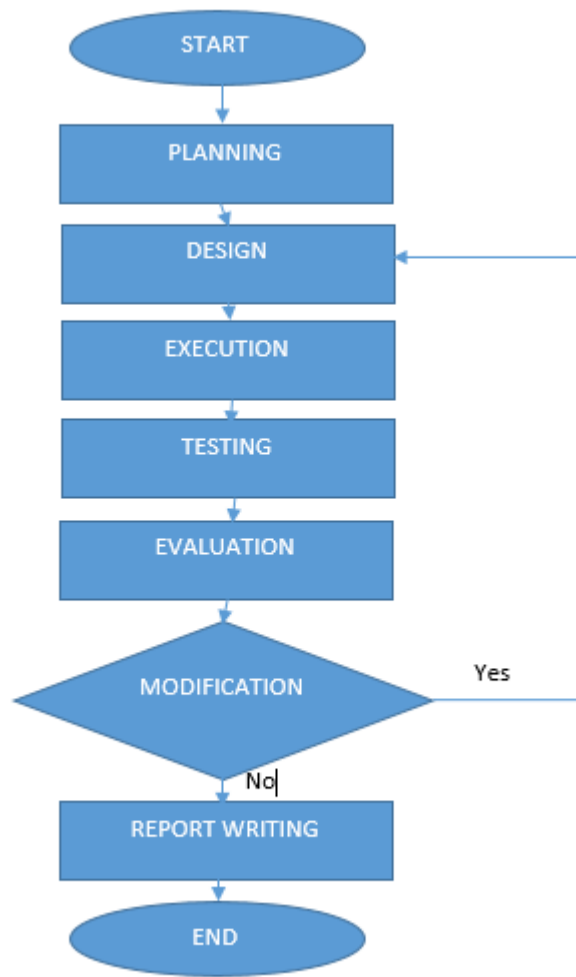 START
PLANNING
DESIGN
EXECUTION
TESTING
EVALUATION
MODIFICATION
Yes
No
REPORT WRITING
END